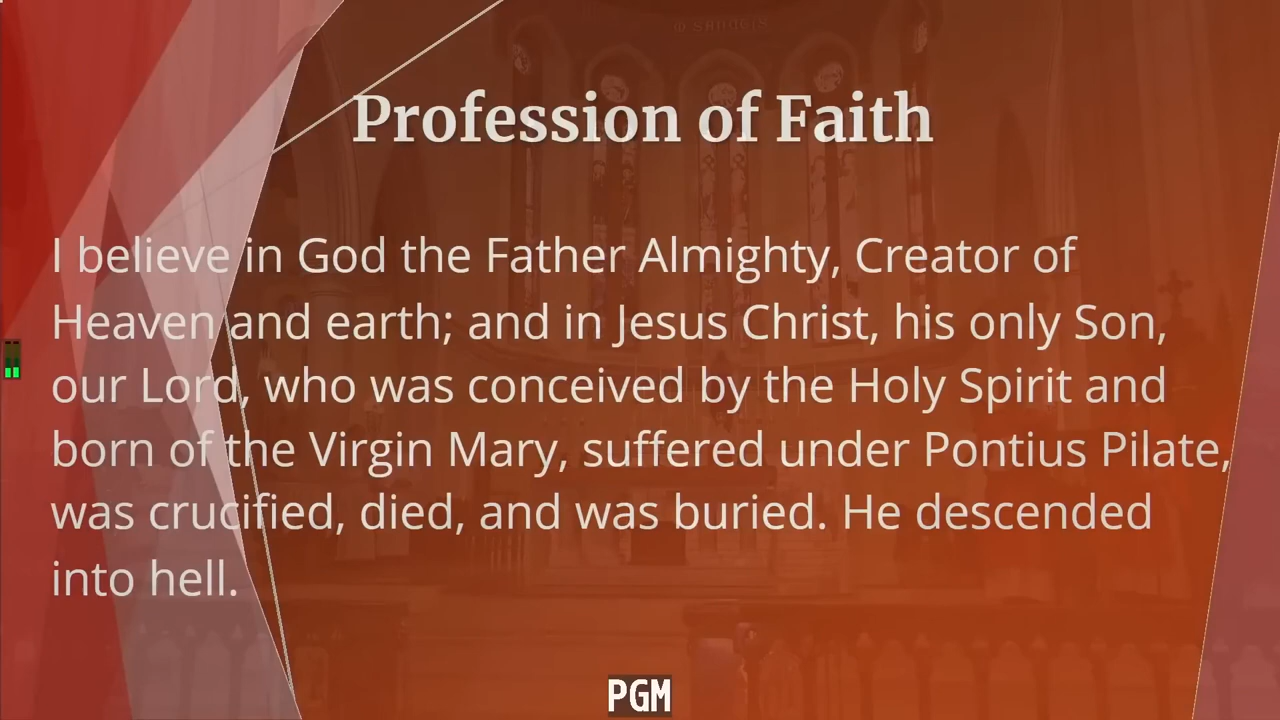 Profession of Faith
I believe in God the Father Almighty, Creator of
Heaven and earth; and in Jesus Christ, his only Son,
our Lord, who was conceived by the Holy Spirit and
born of the Virgin Mary, suffered under Pontius Pilate,
was crucified, died, and was buried. He descended
into hell.
PGM